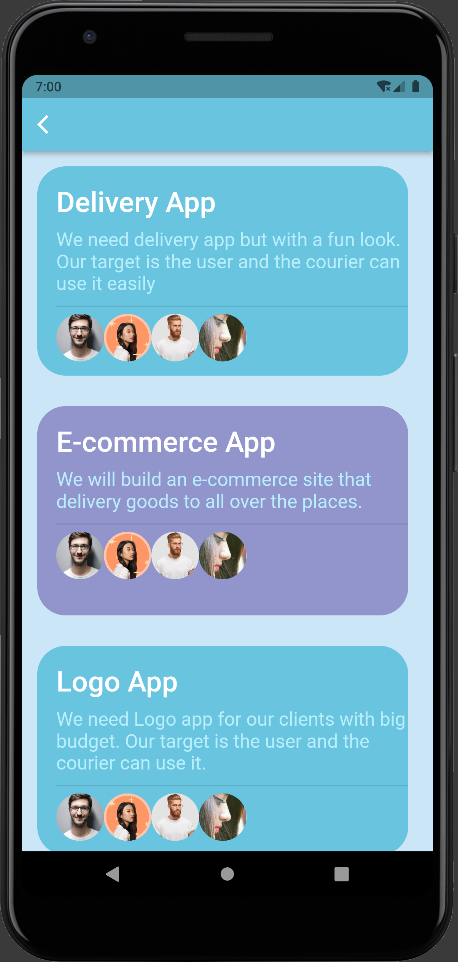 7:00
Delivery App
We need delivery app but with a fun look.
Our target is the user and the courier can
use it easily
E-commerce App
We will build an e-commerce site that
delivery goods to all over the places.
Logo App
We need Logo app for our clients with big
budget. Our target is the user and the
courier can use it.